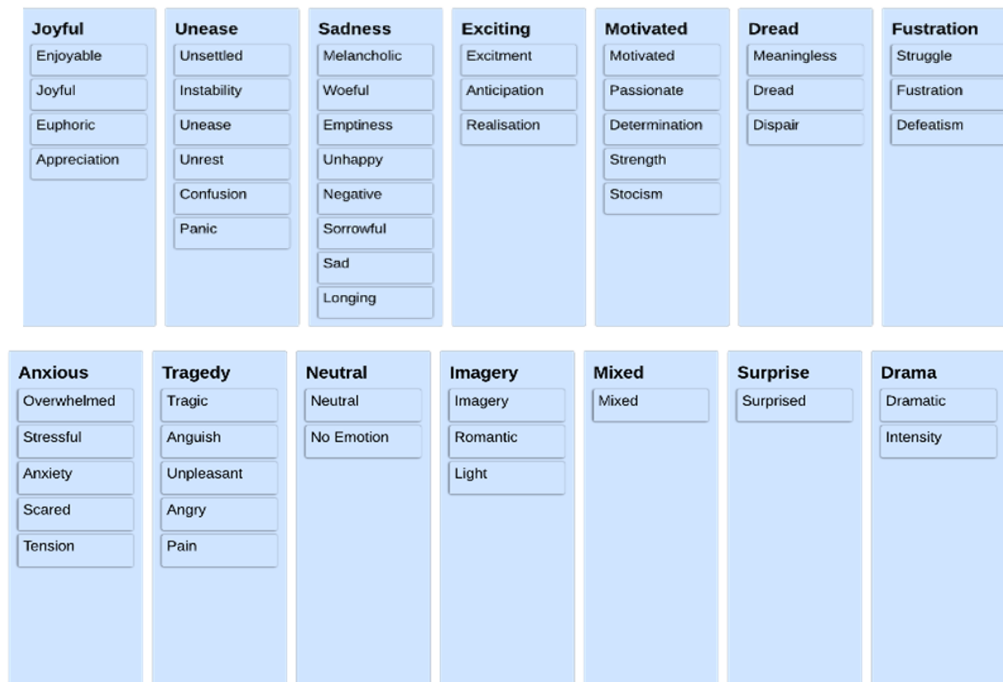 Joyful
Enjoyable
Joyful
Euphoric
Appreciation
Unease
Unsettled
Instability
Unease
Unrest
Confusion
Panic
Sadness
Melancholic
Woeful
Emptiness
Unhappy
Negative
Sorrowful
Sad
Longing
Exciting
Excitment
Anticipation
Realisation
Motivated
Motivated
Passionate
Determination
Strength
Stocism
Dread
Meaningless
Dread
Dispair
Fustration
Struggle
Fustration
Defeatism
Anxious
Overwhelmed
Stressful
Anxiety
Scared
Tension
Tragedy
Tragic
Anguish
Unpleasant
Angry
Pain
Neutral
Neutral
No Emotion
Imagery
Imagery
Romantic
Light
Mixed
Mixed
Surprise
Surprised
Drama
Dramatic
Intensity